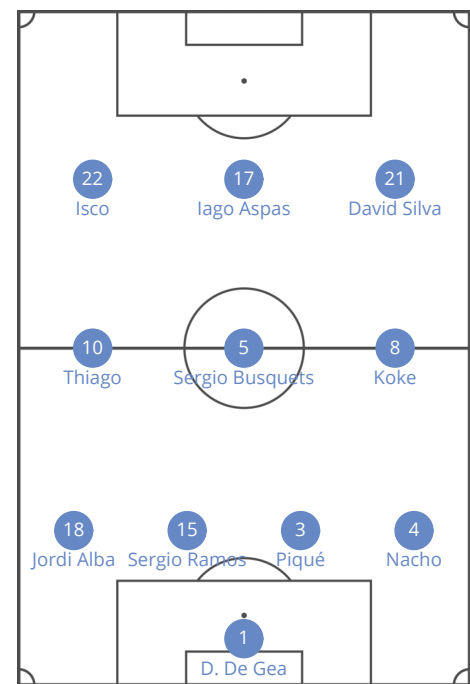 22 17 21
Isco Iago Aspas David Silva
10 5 8
Thiago Sergio Busquets Koke
18 15 3 4
Jordi Alba Sergio Ramos Piqué Nacho
1
D. De Gea